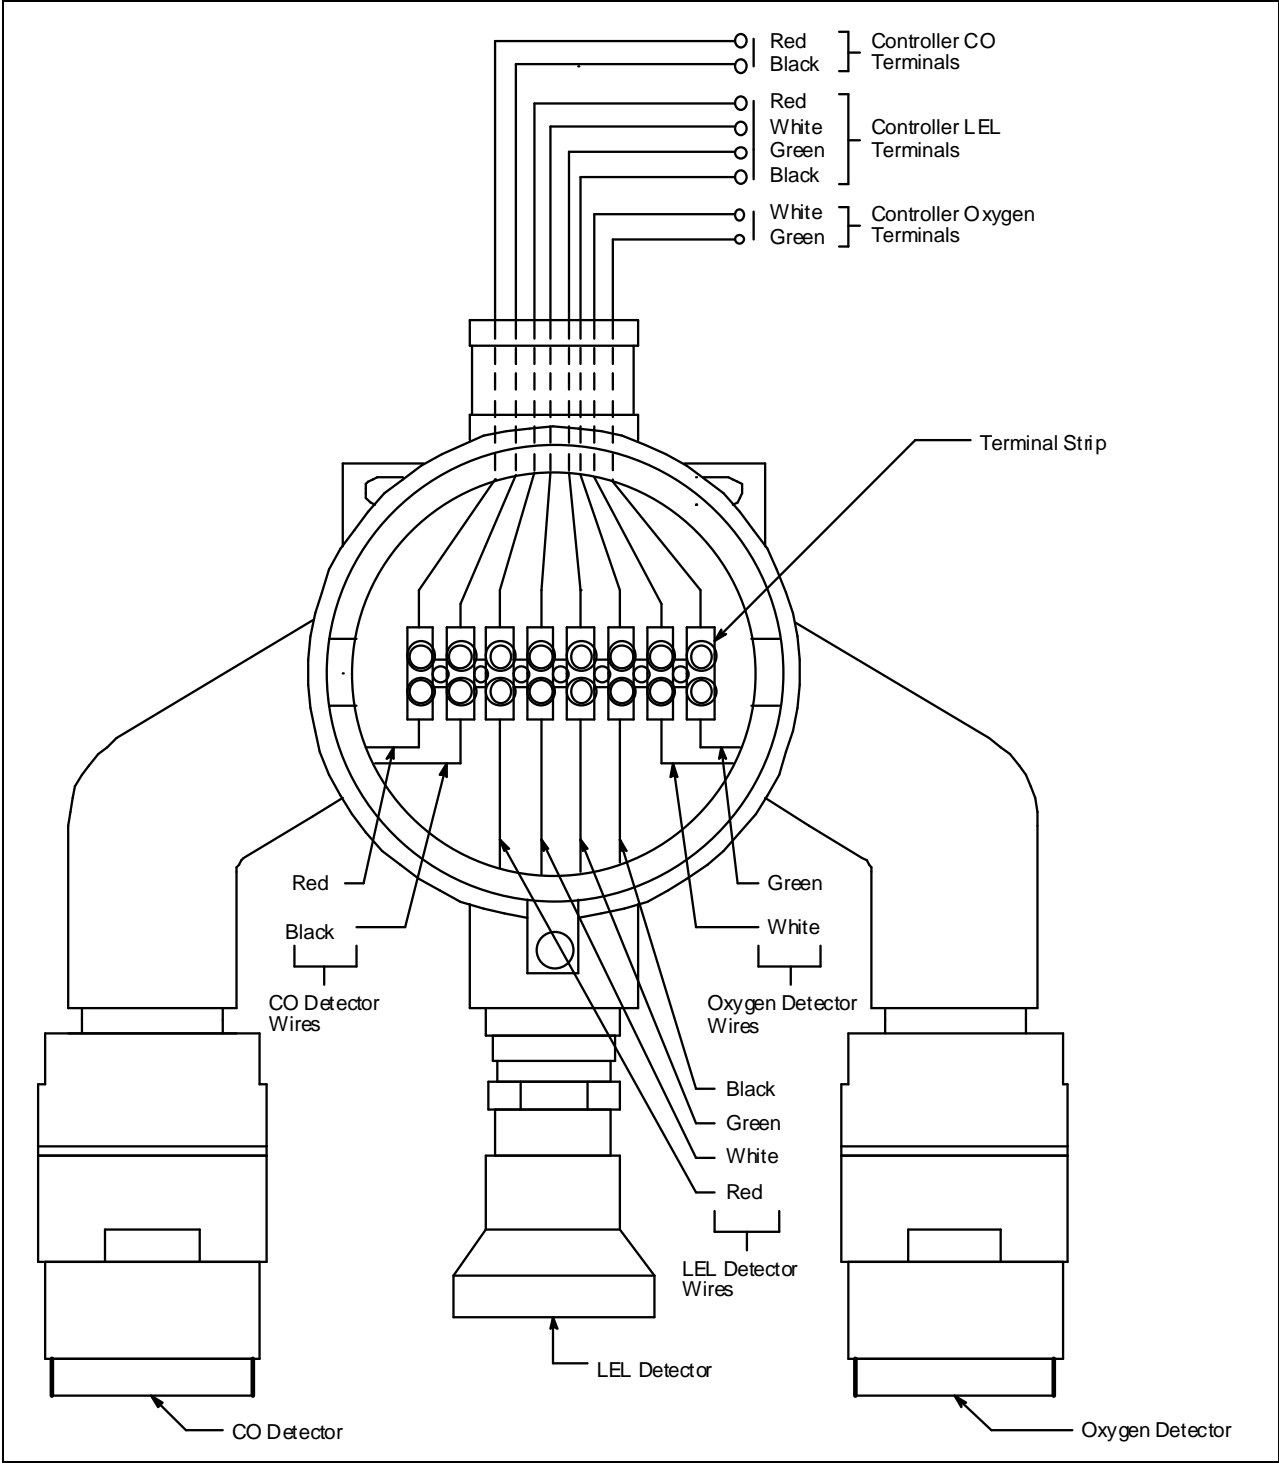 Red
Black
Controller CO
Terminals
Red
White
Green
Black
Controller LEL
Terminals
White
Green
Controller Oxygen
Terminals
Terminal Strip
Red
Black
CO Detector
Wires
Green
White
Oxygen Detector
Wires
Black
Green
White
Red
LEL Detector
Wires
LEL Detector
CO Detector
Oxygen Detector